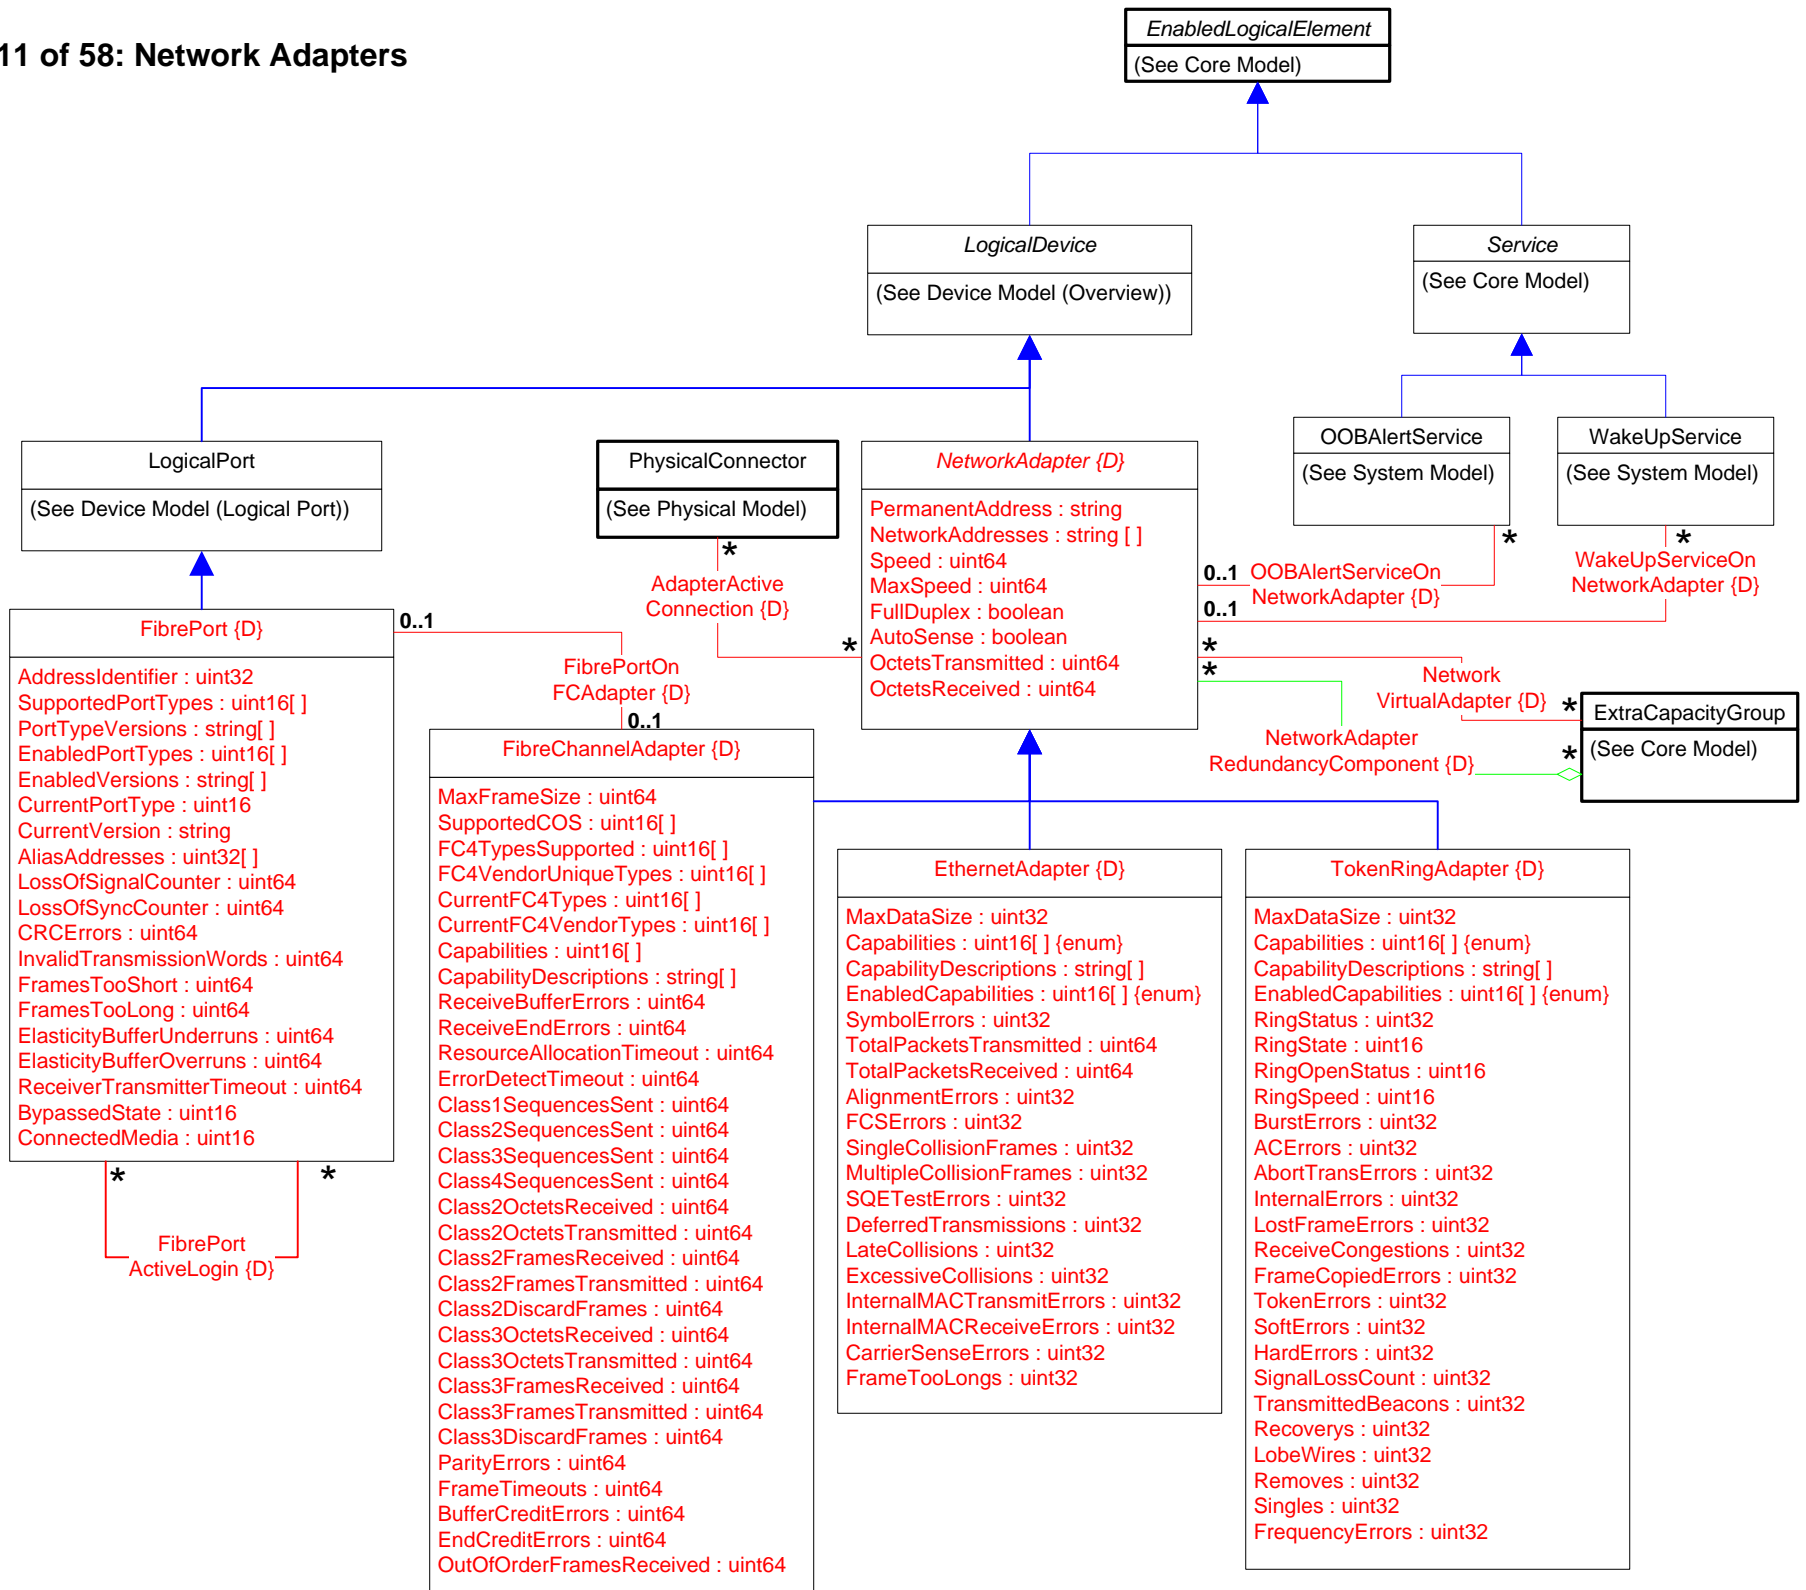 11 of 58: Network Adapters
EnabledLogicalElement
(See Core Model)
LogicalDevice
(See Device Model (Overview))
Service
(See Core Model)
LogicalPort
(See Device Model (Logical Port))
PhysicalConnector
(See Physical Model)
*
AdapterActive
Connection {D}
*
NetworkAdapter {D}
PermanentAddress : string
NetworkAddresses : string [ ]
Speed : uint64
MaxSpeed : uint64
FullDuplex : boolean
AutoSense : boolean
OctetsTransmitted : uint64
OctetsReceived : uint64
OOBAlertService
(See System Model)
*
WakeUpService
(See System Model)
*
0..1
OOBAlertServiceOn
NetworkAdapter {D}
WakeUpServiceOn
NetworkAdapter {D}
0..1
*
*
Network
VirtualAdapter {D}
*
NetworkAdapter
RedundancyComponent {D}
*
ExtraCapacityGroup
(See Core Model)
FibrePort {D}
AddressIdentifier : uint32
SupportedPortTypes : uint16[ ]
PortTypeVersions : string[ ]
EnabledPortTypes : uint16[ ]
EnabledVersions : string[ ]
CurrentPortType : uint16
CurrentVersion : string
AliasAddresses : uint32[ ]
LossOfSignalCounter : uint64
LossOfSyncCounter : uint64
CRCErrors : uint64
InvalidTransmissionWords : uint64
FramesTooShort : uint64
FramesTooLong : uint64
ElasticityBufferUnderruns : uint64
ElasticityBufferOverruns : uint64
ReceiverTransmitterTimeout : uint64
BypassedState : uint16
ConnectedMedia : uint16
*
*
FibrePort
ActiveLogin {D}
0..1
FibrePortOn
FCAdapter {D}
0..1
FibreChannelAdapter {D}
MaxFrameSize : uint64
SupportedCOS : uint16[ ]
FC4TypesSupported : uint16[ ]
FC4VendorUniqueTypes : uint16[ ]
CurrentFC4Types : uint16[ ]
CurrentFC4VendorTypes : uint16[ ]
Capabilities : uint16[ ]
CapabilityDescriptions : string[ ]
ReceiveBufferErrors : uint64
ReceiveEndErrors : uint64
ResourceAllocationTimeout : uint64
ErrorDetectTimeout : uint64
Class1SequencesSent : uint64
Class2SequencesSent : uint64
Class3SequencesSent : uint64
Class4SequencesSent : uint64
Class2OctetsReceived : uint64
Class2OctetsTransmitted : uint64
Class2FramesReceived : uint64
Class2FramesTransmitted : uint64
Class2DiscardFrames : uint64
Class3OctetsReceived : uint64
Class3OctetsTransmitted : uint64
Class3FramesReceived : uint64
Class3FramesTransmitted : uint64
Class3DiscardFrames : uint64
ParityErrors : uint64
FrameTimeouts : uint64
BufferCreditErrors : uint64
EndCreditErrors : uint64
OutOfOrderFramesReceived : uint64
EthernetAdapter {D}
MaxDataSize : uint32
Capabilities : uint16[ ] {enum}
CapabilityDescriptions : string[ ]
EnabledCapabilities : uint16[ ] {enum}
SymbolErrors : uint32
TotalPacketsTransmitted : uint64
TotalPacketsReceived : uint64
AlignmentErrors : uint32
FCSErrors : uint32
SingleCollisionFrames : uint32
MultipleCollisionFrames : uint32
SQETestErrors : uint32
DeferredTransmissions : uint32
LateCollisions : uint32
ExcessiveCollisions : uint32
InternalMACTransmitErrors : uint32
InternalMACReceiveErrors : uint32
CarrierSenseErrors : uint32
FrameTooLongs : uint32
TokenRingAdapter {D}
MaxDataSize : uint32
Capabilities : uint16[ ] {enum}
CapabilityDescriptions : string[ ]
EnabledCapabilities : uint16[ ] {enum}
RingStatus : uint32
RingState : uint16
RingOpenStatus : uint16
RingSpeed : uint16
BurstErrors : uint32
ACErrors : uint32
AbortTransErrors : uint32
InternalErrors : uint32
LostFrameErrors : uint32
ReceiveCongestions : uint32
FrameCopiedErrors : uint32
TokenErrors : uint32
SoftErrors : uint32
HardErrors : uint32
SignalLossCount : uint32
TransmittedBeacons : uint32
Recoverys : uint32
LobeWires : uint32
Removes : uint32
Singles : uint32
FrequencyErrors : uint32